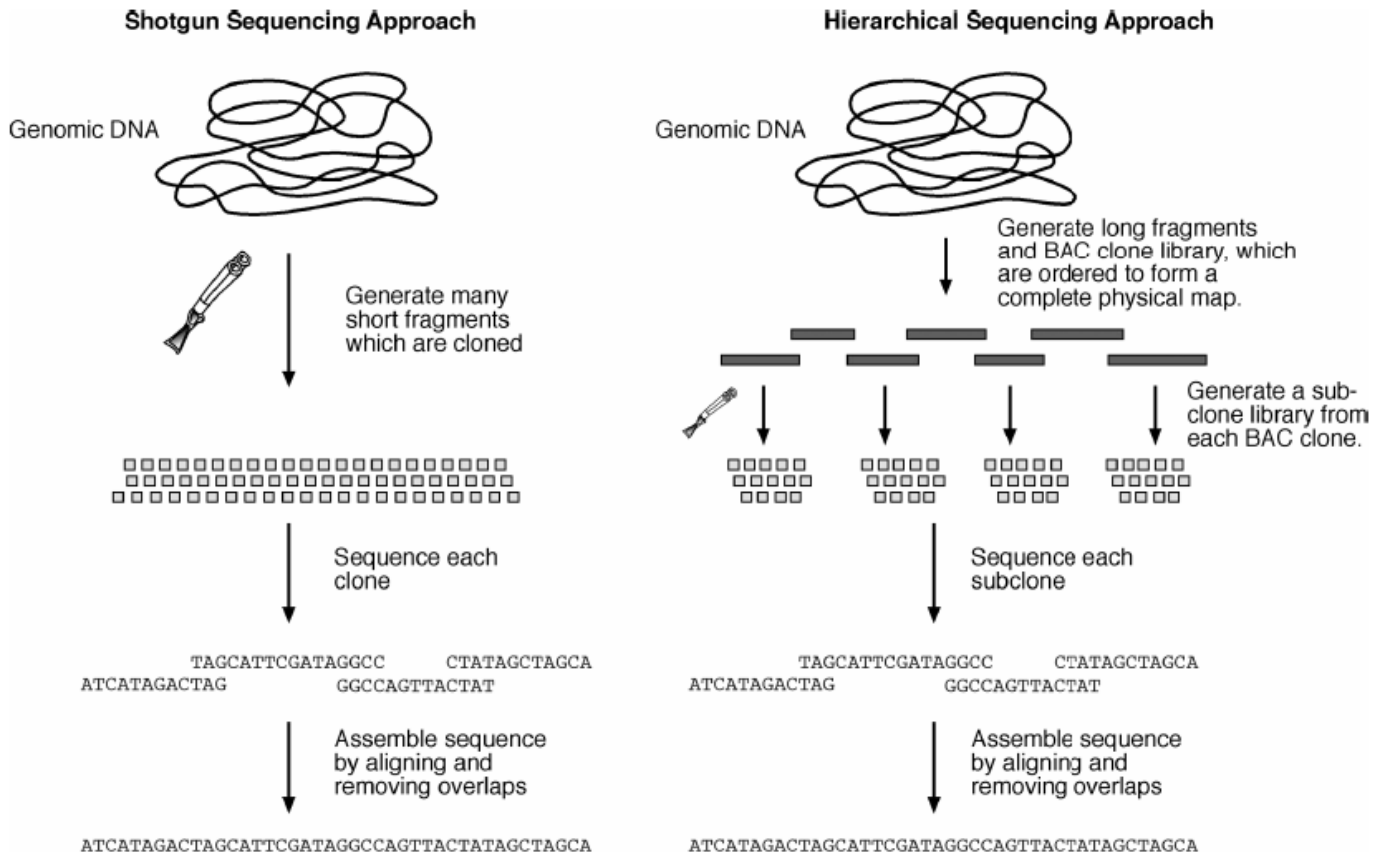 Shotgun Sequencing Approach
Genomic DNA
Generate many
short fragments
which are cloned
Sequence each
clone
TAGCATTCGATAGGCC CTATAGCTAGCA
ATCATAGACTAG GGCCAGTTACTAT
Assemble sequence
by aligning and
removing overlaps
ATCATAGACTAGCATTCGATAGGCCAGTTACTATAGCTAGCA
Hierarchical Sequencing Approach
Genomic DNA
Generate long fragments
and BAC clone library, which
are ordered to form a
complete physical map.
Generate a sub-
clone library from
each BAC clone.
Sequence each
subclone
TAGCATTCGATAGGCC CTATAGCTAGCA
ATCATAGACTAG GGCCAGTTACTAT
Assemble sequence
by aligning and
removing overlaps
ATCATAGACTAGCATTCGATAGGCCAGTTACTATAGCTAGCA